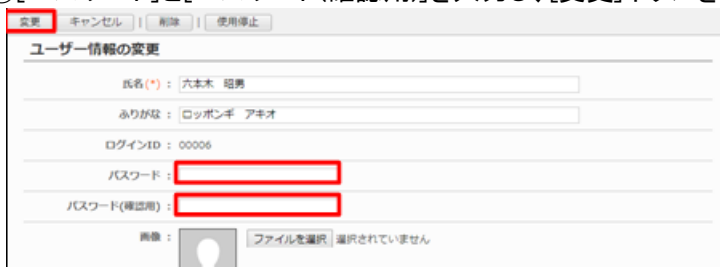 変更 キャンセル | 削除 | 使用停止
ユーザー情報の変更
氏名(*) : 六本木 昭男
ふりがな : ロッポンギ アキオ
ログインID : 00006
パスワード :
パスワード(確認用) :
画像 : ファイルを選択 選択されていません